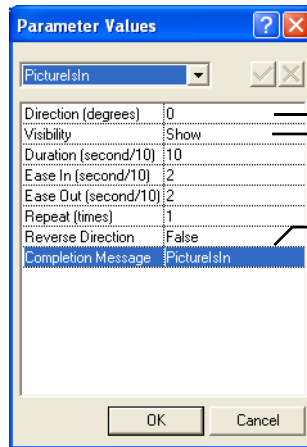 Parameter Values
PictureIsIn
Direction (degrees) 0
Visibility Show
Duration (second/10) 10
Ease In (second/10) 2
Ease Out (second/10) 2
Repeat (times) 1
Reverse Direction False
Completion Message PictureIsIn
OK Cancel